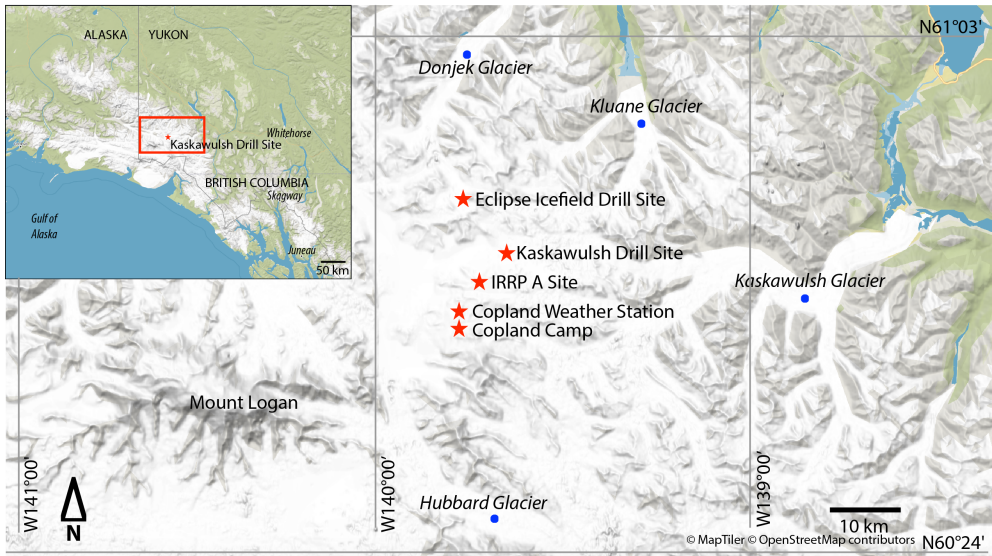 ALASKA
YUKON
Whitehorse
Kaskawulsh Drill Site
BRITISH COLUMBIA
Skagway
Gulf of
Alaska
Juneau
50 km
N61°03'
Donjek Glacier
Kluane Glacier
Eclipse Icefield Drill Site
Kaskawulsh Drill Site
IRRP A Site
Kaskawulsh Glacier
Copland Weather Station
Copland Camp
Mount Logan
W141°00'
W140°00'
W139°00'
Hubbard Glacier
N
10 km
© MapTiler © OpenStreetMap contributors
N60°24'